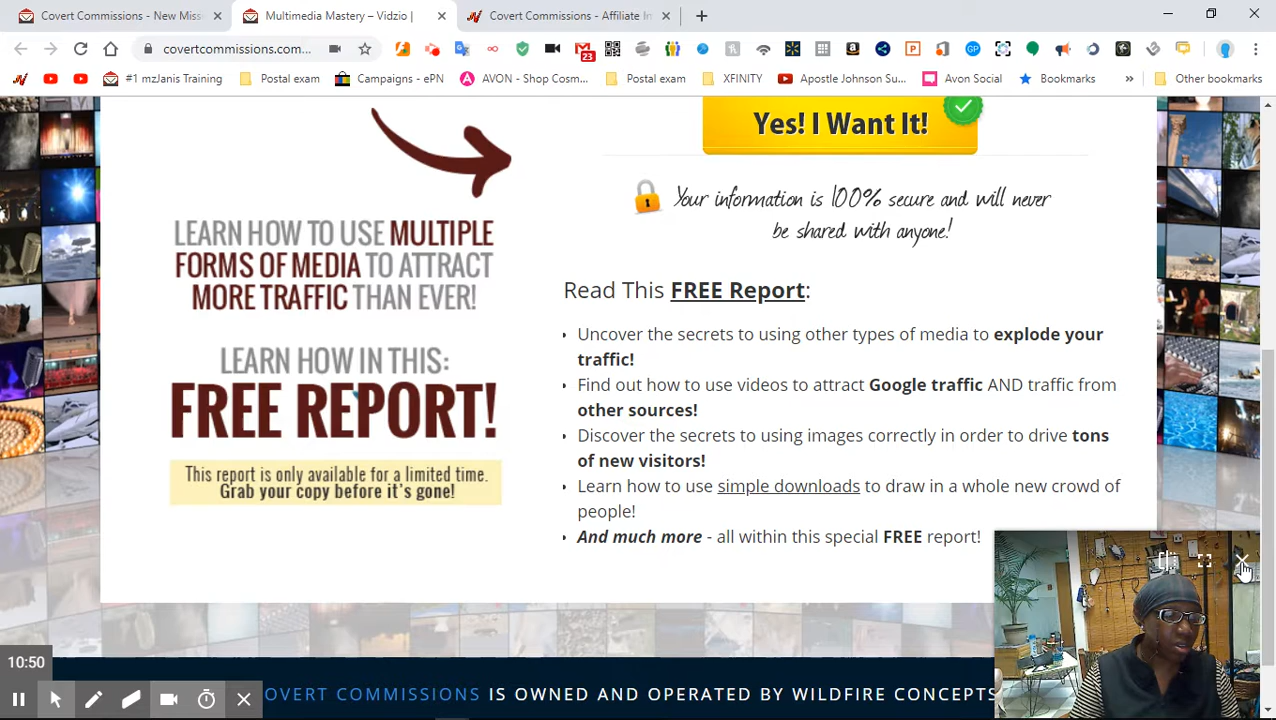 Covert Commissions - New Miss
Multimedia Mastery – Vidzio |
Covert Commissions - Affiliate In
covertcommissions.com...
23
#1 mzJanis Training
Postal exam
Campaigns - ePN
AVON - Shop Cosm...
Postal exam
XFINITY
Apostle Johnson Su...
Avon Social
Bookmarks
»
Other bookmarks
Yes! I Want It!
Your information is 100% secure and will never
be shared with anyone!
LEARN HOW TO USE MULTIPLE
FORMS OF MEDIA TO ATTRACT
MORE TRAFFIC THAN EVER!
LEARN HOW IN THIS:
FREE REPORT!
This report is only available for a limited time.
Grab your copy before it's gone!
Read This FREE Report:
Uncover the secrets to using other types of media to explode your
traffic!
Find out how to use videos to attract Google traffic AND traffic from
other sources!
Discover the secrets to using images correctly in order to drive tons
of new visitors!
Learn how to use simple downloads to draw in a whole new crowd of
people!
And much more - all within this special FREE report!
10:50
OVERT COMMISSIONS IS OWNED AND OPERATED BY WILDFIRE CONCEPTS